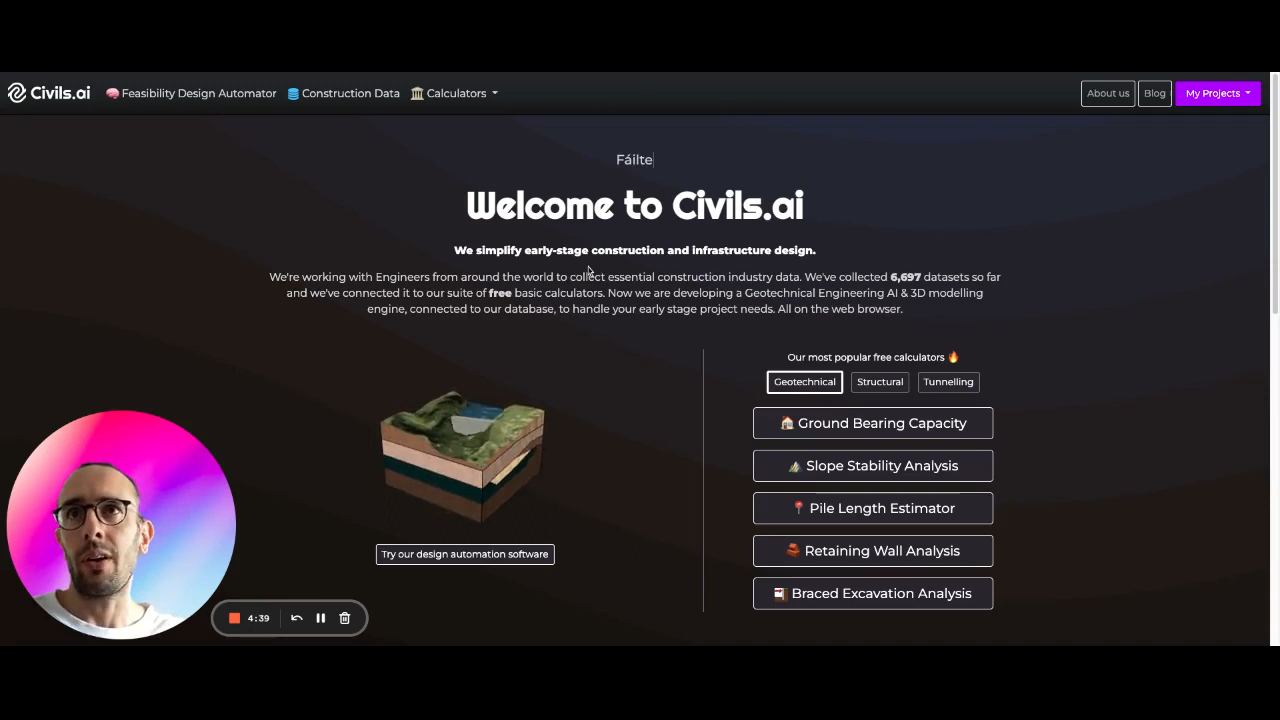 Civils.ai
Feasibility Design Automator
Construction Data
Calculators
About us
Blog
My Projects
Fáilte
Welcome to Civils.ai
We simplify early-stage construction and infrastructure design.
We're working with Engineers from around the world to collect essential construction industry data. We've collected 6,697 datasets so far
and we've connected it to our suite of free basic calculators. Now we are developing a Geotechnical Engineering AI & 3D modelling
engine, connected to our database, to handle your early stage project needs. All on the web browser.
Our most popular free calculators 🔥
Geotechnical
Structural
Tunnelling
Ground Bearing Capacity
Slope Stability Analysis
Pile Length Estimator
Retaining Wall Analysis
Braced Excavation Analysis
Try our design automation software
4:39